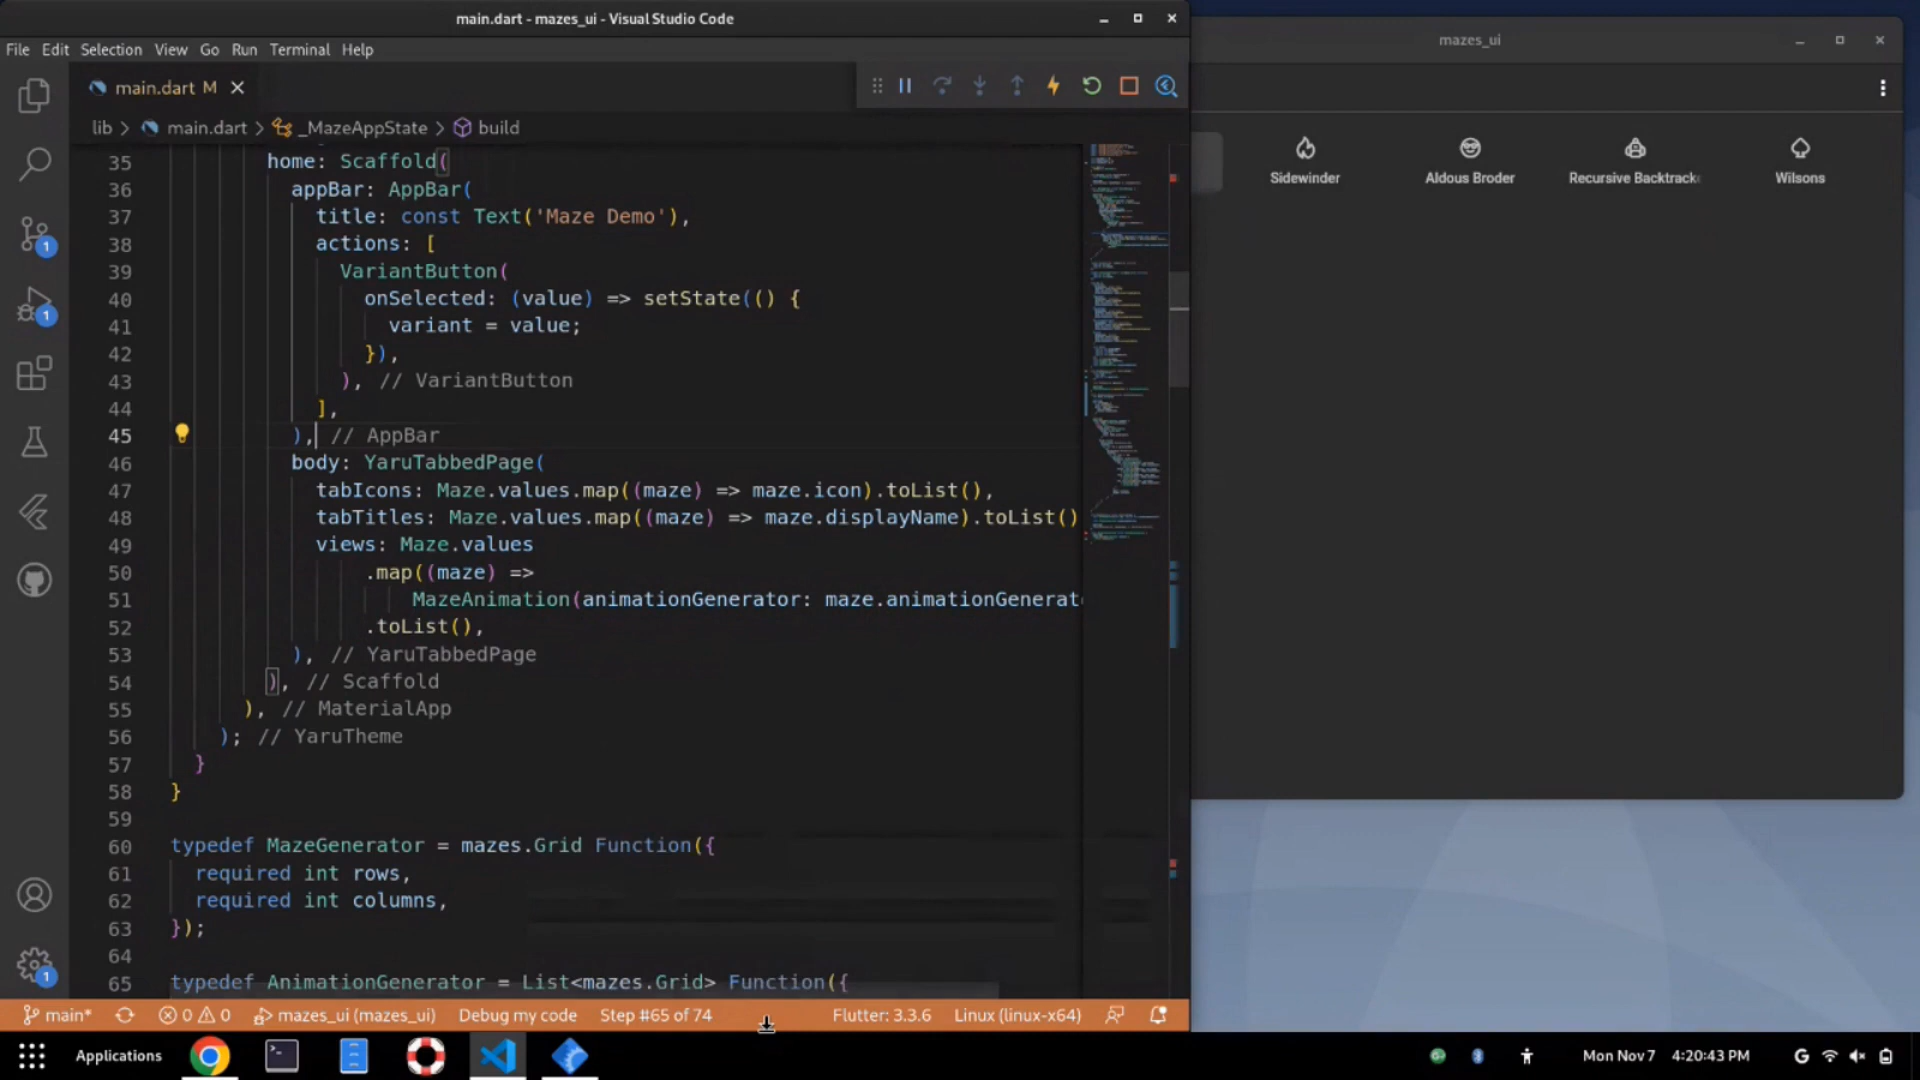 main.dart - mazes_ui - Visual Studio Code
File Edit Selection View Go Run Terminal Help
main.dart M
lib > main.dart > _MazeAppState > build
35 home: Scaffold(
36 appBar: AppBar(
37 title: const Text('Maze Demo'),
38 actions: [
39 VariantButton(
40 onSelected: (value) => setState(() {
41 variant = value;
42 }),
43 ), // VariantButton
44 ],
45 ), // AppBar
46 body: YaruTabbedPage(
47 tabIcons: Maze.values.map((maze) => maze.icon).toList(),
48 tabTitles: Maze.values.map((maze) => maze.displayName).toList()
49 views: Maze.values
50 .map((maze) =>
51 MazeAnimation(animationGenerator: maze.animationGenerat
52 .toList(),
53 ), // YaruTabbedPage
54 ), // Scaffold
55 ), // MaterialApp
56 ); // YaruTheme
57 }
58 }
59
60 typedef MazeGenerator = mazes.Grid Function({
61 required int rows,
62 required int columns,
63 });
64
65 typedef AnimationGenerator = List<mazes.Grid> Function({
1
1
1
main* 0 0 mazes_ui (mazes_ui) Debug my code Step #65 of 74 Flutter: 3.3.6 Linux (linux-x64)
mazes_ui
Sidewinder Aldous Broder Recursive Backtrack Wilsons
Applications Mon Nov 7 4:20:43 PM G